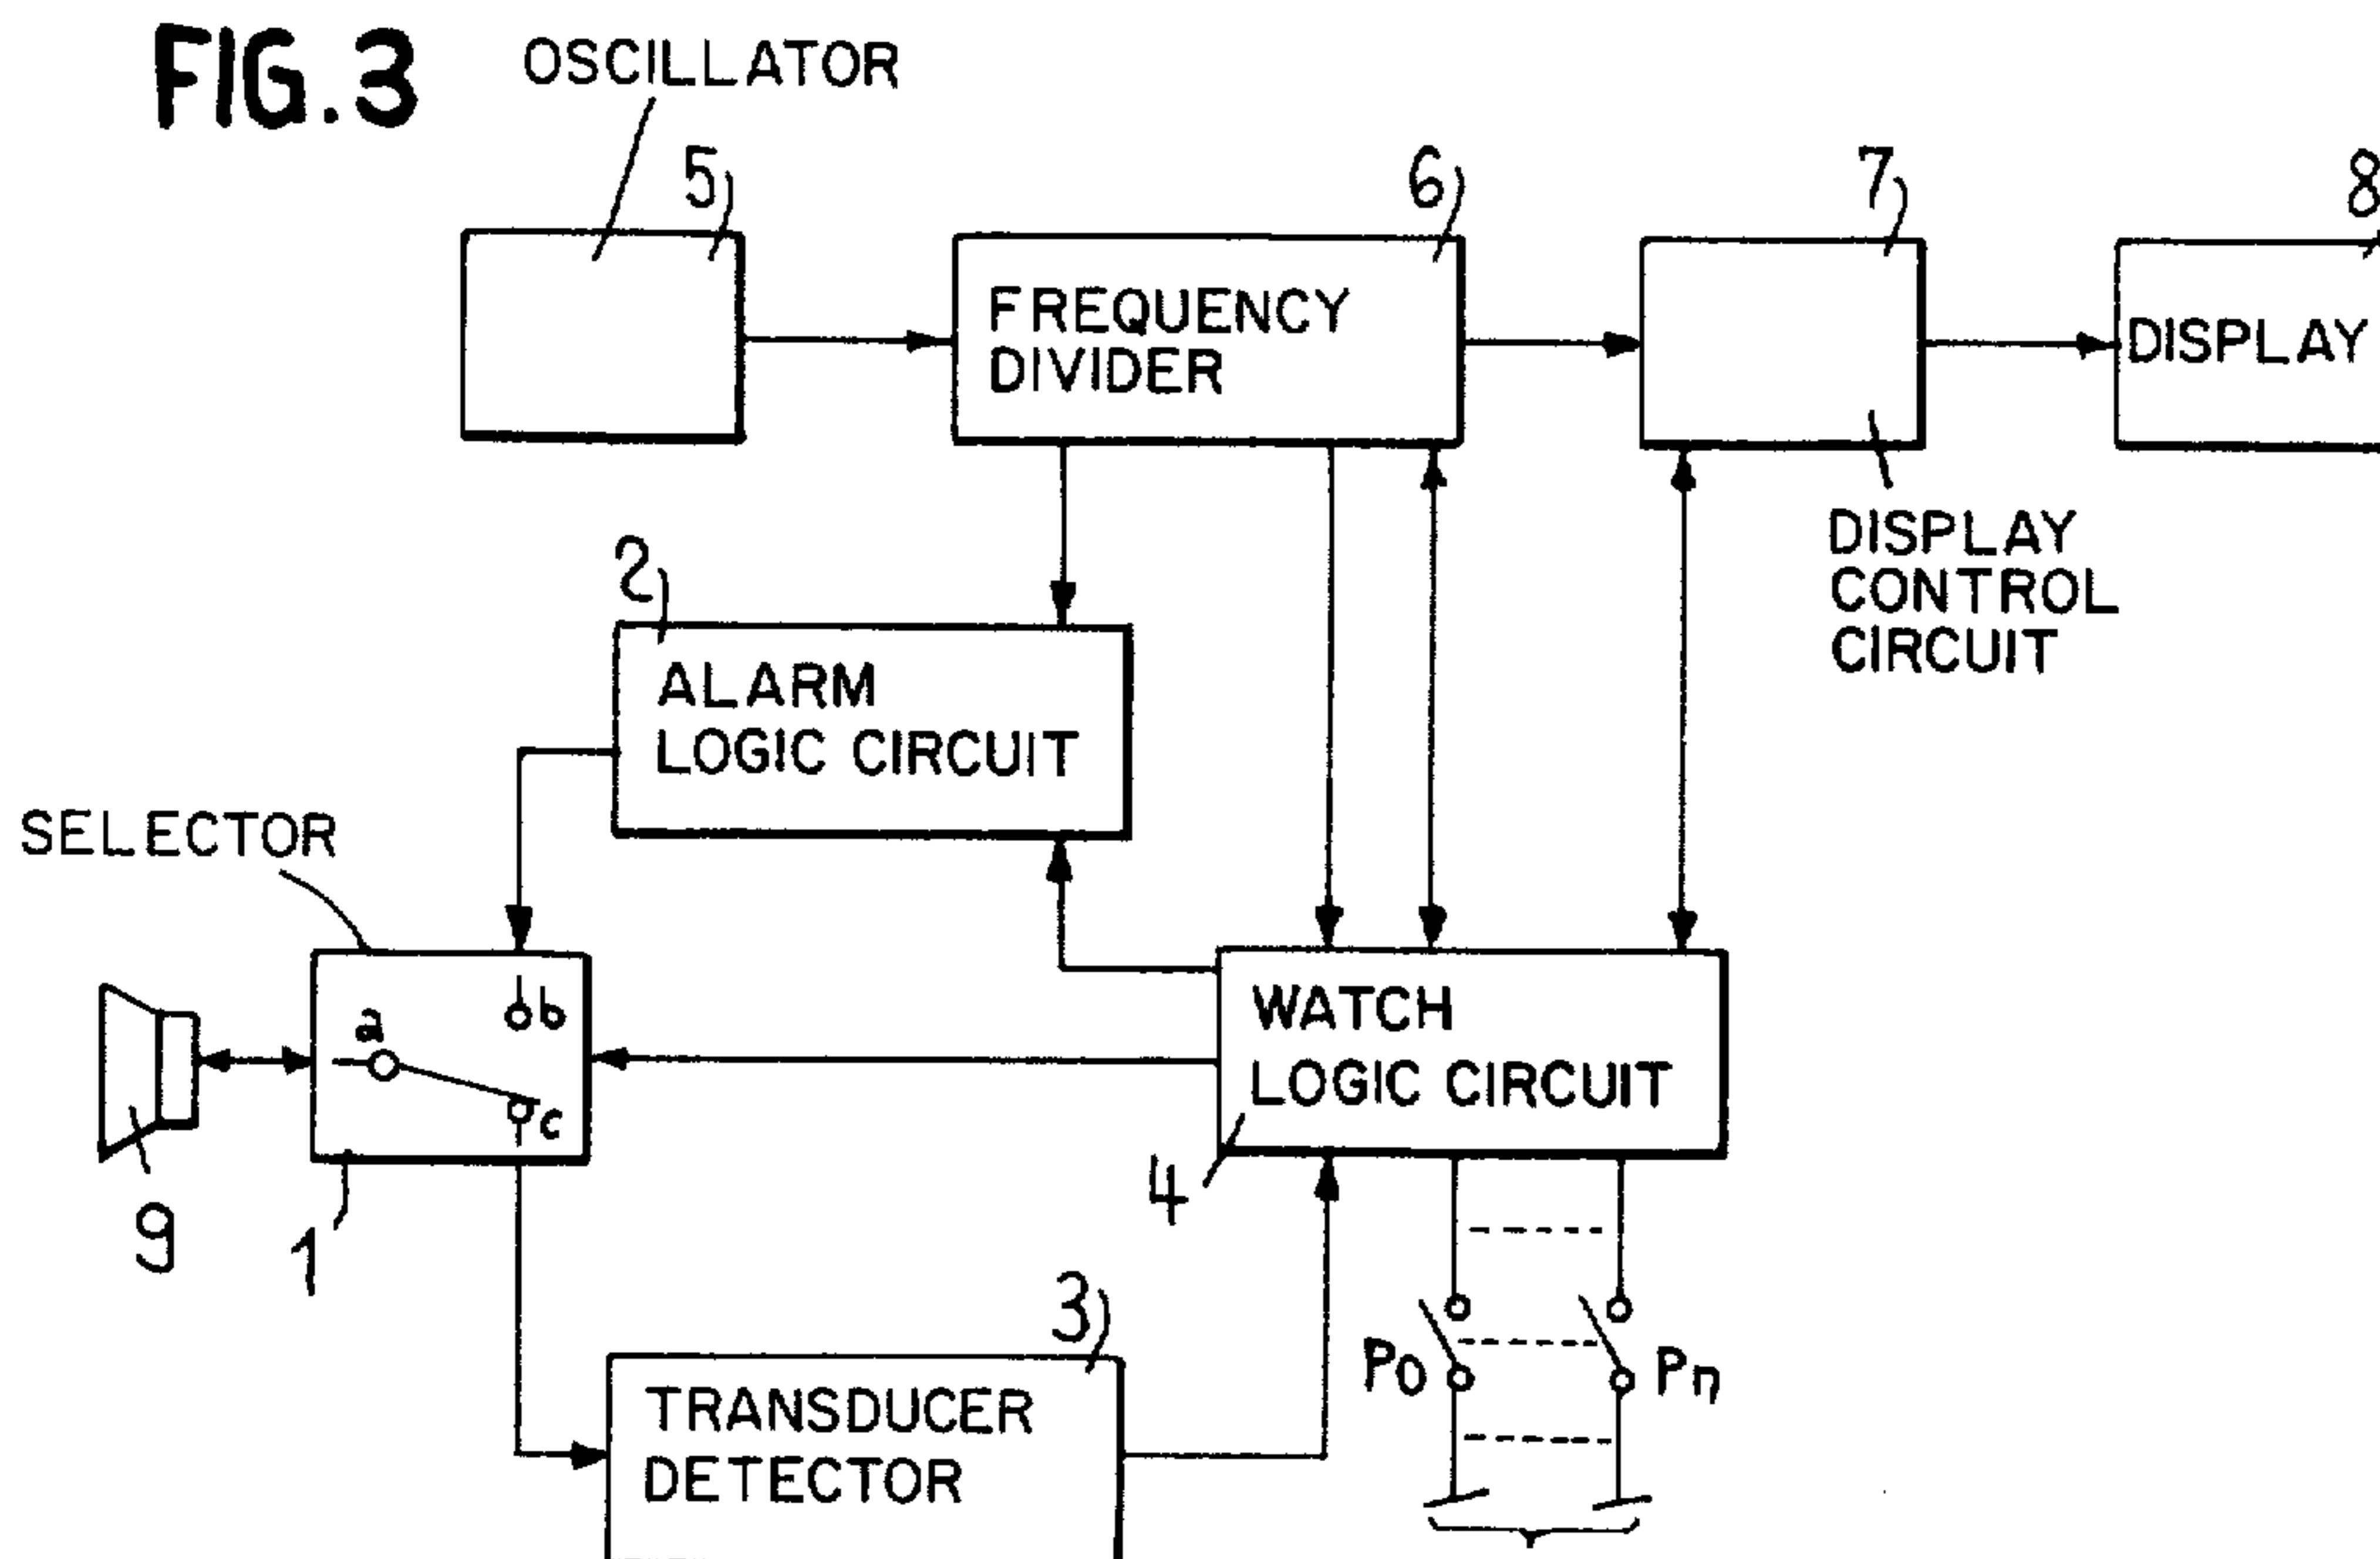 FIG.3
OSCILLATOR
5
6
7
8
FREQUENCY
DIVIDER
DISPLAY
DISPLAY
CONTROL
CIRCUIT
2
ALARM
LOGIC CIRCUIT
SELECTOR
a
b
c
WATCH
LOGIC CIRCUIT
9
1
4
3
TRANSDUCER
DETECTOR
P0
Pn